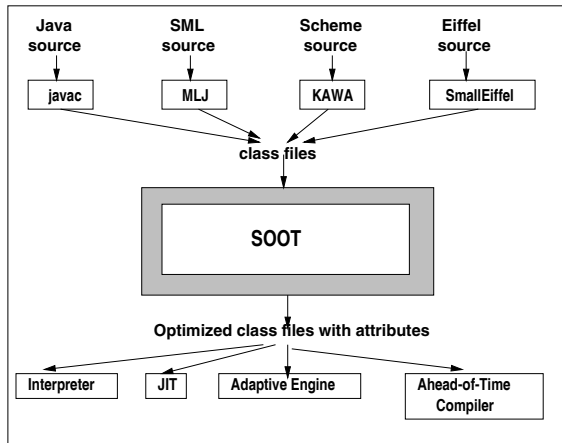 Java source
SML source
Scheme source
Eiffel source
javac
MLJ
KAWA
SmallEiffel
class files
SOOT
Optimized class files with attributes
Interpreter
JIT
Adaptive Engine
Ahead-of-Time
Compiler